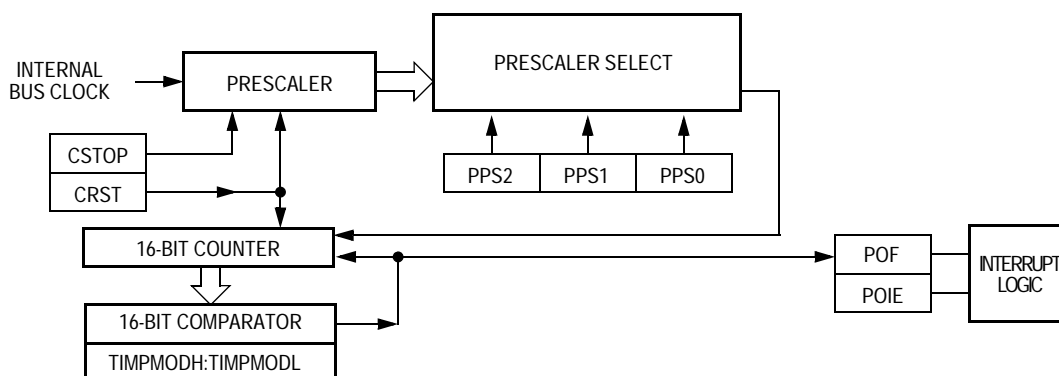 INTERNAL
BUS CLOCK
PRESCALER
PRESCALER SELECT
CSTOP
CRST
PPS2
PPS1
PPS0
16-BIT COUNTER
16-BIT COMPARATOR
TIMPMODH:TIMPMODL
POF
POIE
INTERRUPT
LOGIC